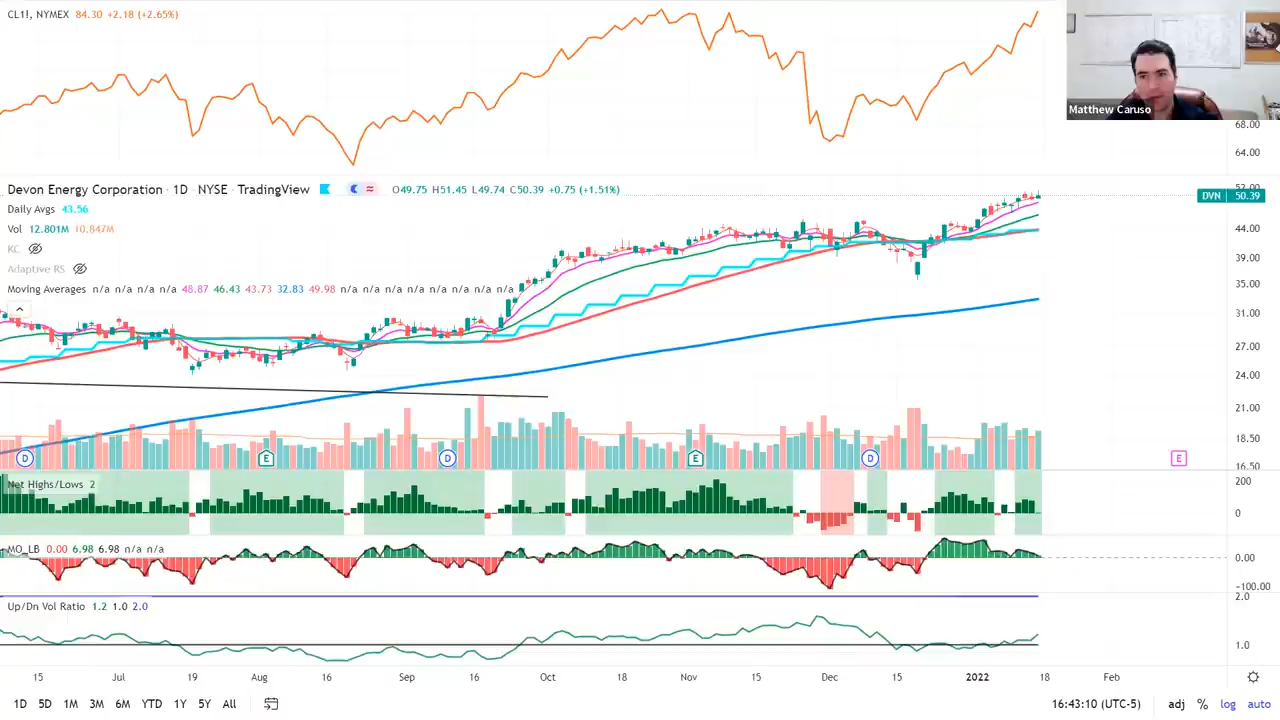 CL1!, NYMEX 84.30 +2.18 (+2.65%)
Matthew Caruso
68.00
64.00
Devon Energy Corporation · 1D · NYSE · TradingView O49.75 H51.45 L49.74 C50.39 +0.75 (+1.51%)
52.00
DVN 50.39
Daily Avgs 43.56
Vol 12.801M 10.847M
44.00
KC
39.00
Adaptive RS
35.00
Moving Averages n/a n/a n/a n/a 48.87 46.43 43.73 32.83 49.98 n/a n/a n/a n/a n/a n/a n/a n/a
31.00
27.00
24.00
21.00
18.50
D E D E D E
16.50
Net Highs/Lows 2
200
0
MO_LB 0.00 6.98 6.98 n/a n/a
0.00
-100.00
2.0
Up/Dn Vol Ratio 1.2 1.0 2.0
1.0
15 Jul 19 Aug 16 Sep 16 Oct 18 Nov 15 Dec 15 2022 18 Feb
1D 5D 1M 3M 6M YTD 1Y 5Y All 16:43:10 (UTC-5) adj % log auto